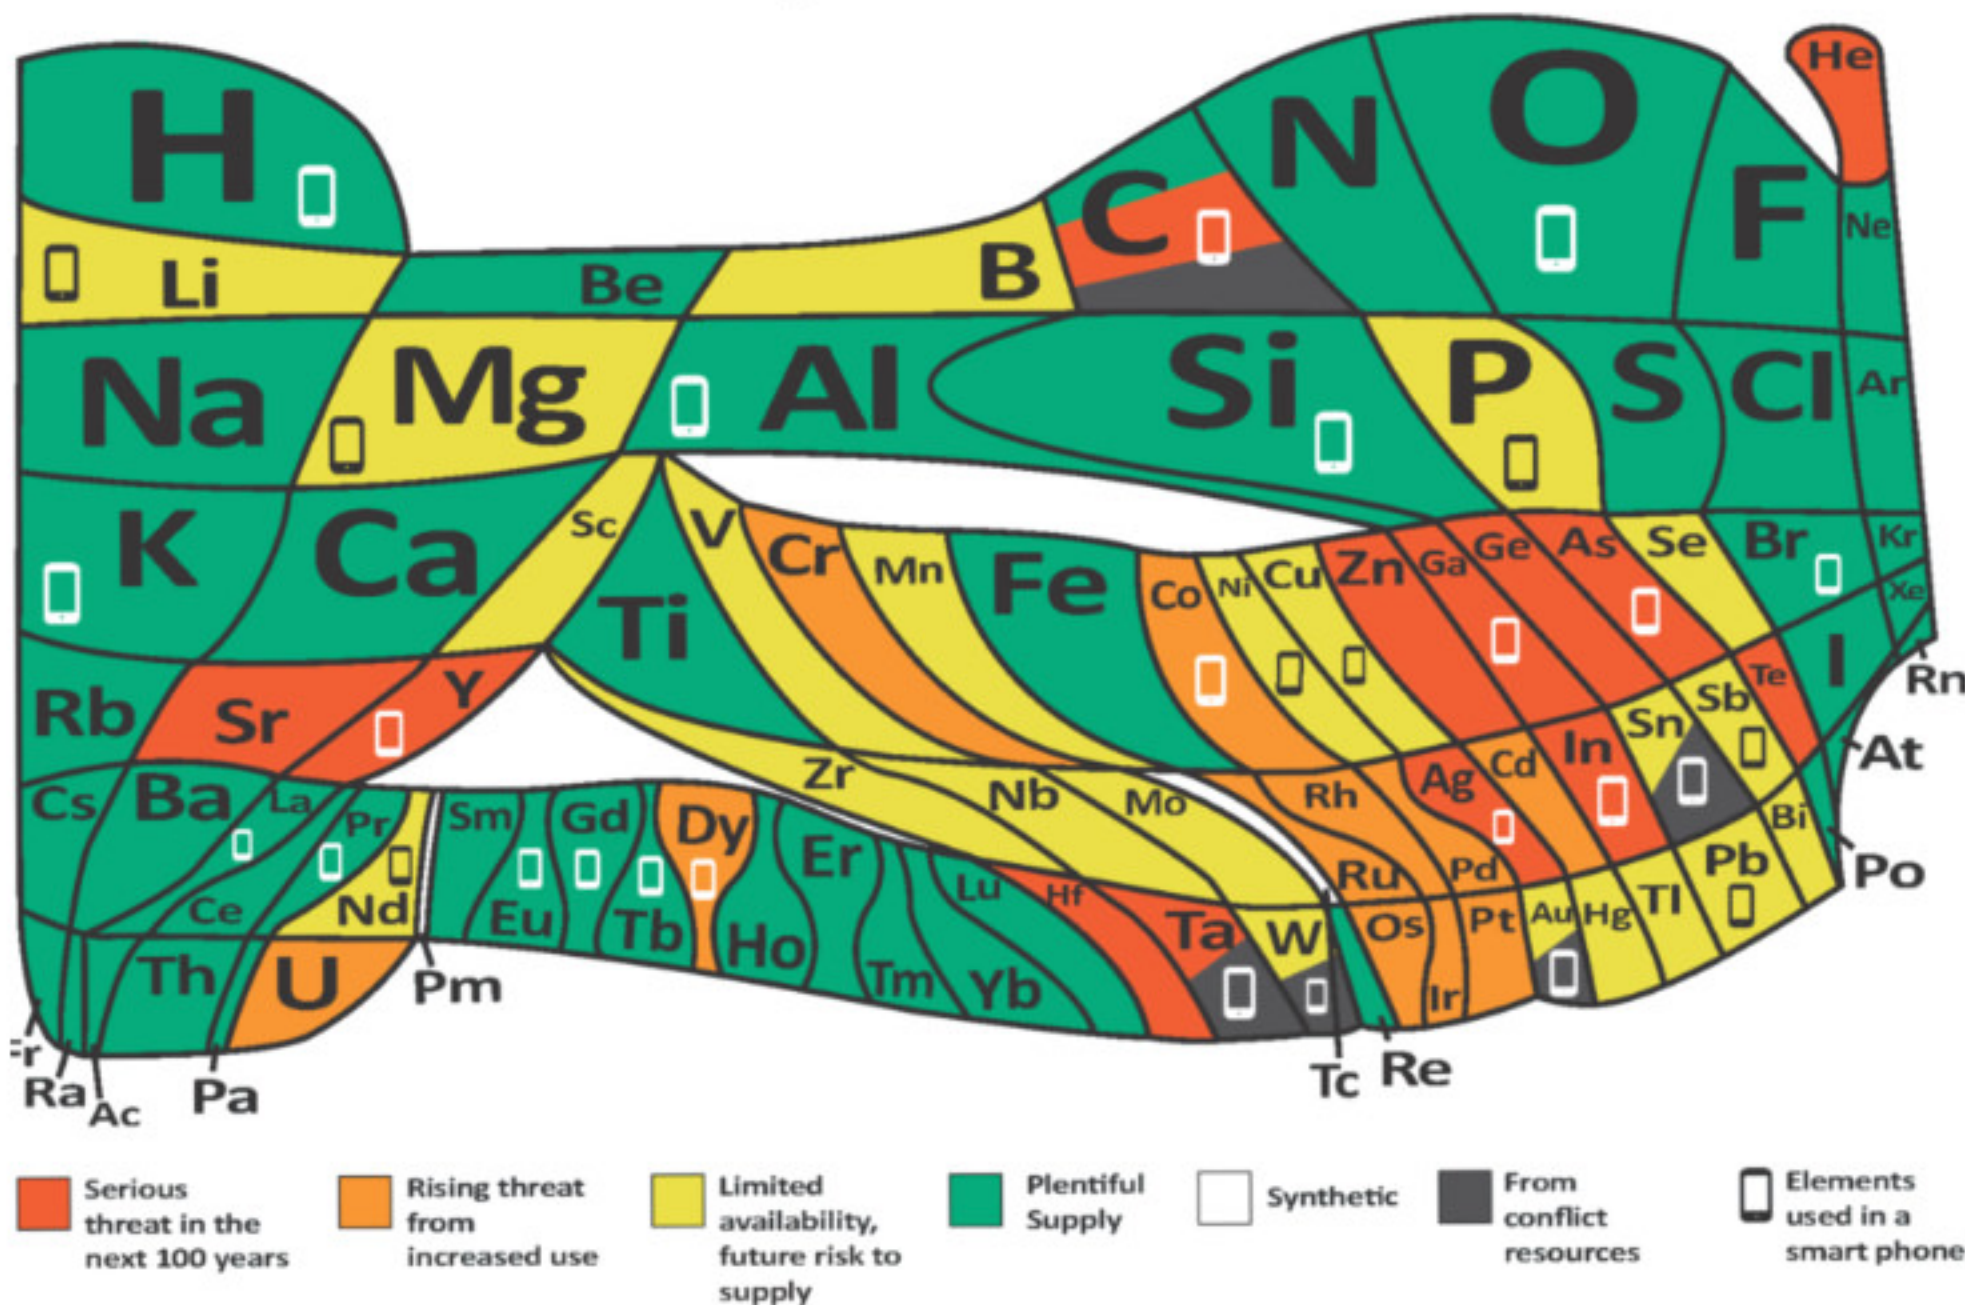 H
He
C
N
O
F
Ne
Li
Be
B
Na
Mg
Al
Si
P
S
Cl
Ar
K
Ca
Sc
Ti
V
Cr
Mn
Fe
Co
Ni
Cu
Zn
Ga
Ge
As
Se
Br
Kr
Rb
Sr
Y
Zr
Nb
Mo
Rh
Ru
Pd
Ag
Cd
In
Sn
Sb
Te
I
Xe
Rn
At
Po
Cs
Ba
La
Ce
Pr
Nd
Sm
Eu
Gd
Tb
Dy
Ho
Er
Tm
Yb
Lu
Hf
Ta
W
Os
Ir
Pt
Au
Hg
Tl
Pb
Bi
Th
U
Pm
Fr
Ra
Ac
Pa
Tc
Re
Serious
threat in the
next 100 years
Rising threat
from
increased use
Limited
availability,
future risk to
supply
Plentiful
Supply
Synthetic
From
conflict
resources
Elements
used in a
smart phone